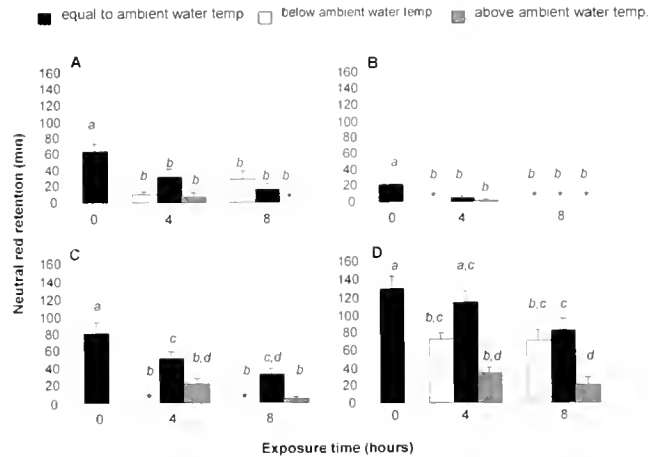 equal to ambient water temp below ambient water temp above ambient water temp.
Neutral red retention (min)
A
160
140
120
100
80
60
40
20
0
a
b b b
b b b
*
0 4 8
B
160
140
120
100
80
60
40
20
0
a
b b b
b b b
* * * *
0 4 8
C
160
140
120
100
80
60
40
20
0
a
b c b,d
b c,d b
* *
0 4 8
D
160
140
120
100
80
60
40
20
0
a
b,c a,c b,d
b,c c d
0 4 8
Exposure time (hours)